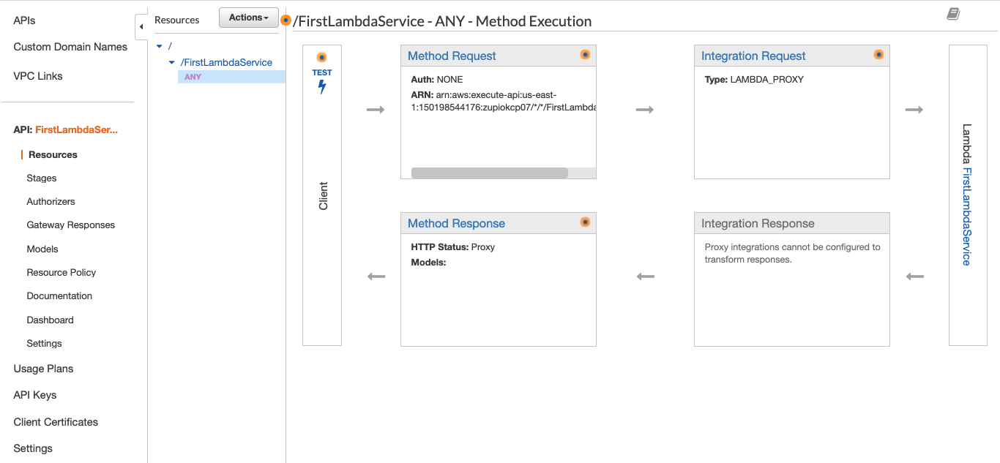 APIs
Custom Domain Names
VPC Links
API: FirstLambdaSer...
Resources
Stages
Authorizers
Gateway Responses
Models
Resource Policy
Documentation
Dashboard
Settings
Usage Plans
API Keys
Client Certificates
Settings
Resources
Actions
/
/FirstLambdaService
ANY
/FirstLambdaService - ANY - Method Execution
TEST
Client
Method Request
Auth: NONE
ARN: arn:aws:execute-api:us-east-
1:150198544176:zupiokcp07/*/*/FirstLambda
Integration Request
Type: LAMBDA_PROXY
Method Response
HTTP Status: Proxy
Models:
Integration Response
Proxy integrations cannot be configured to
transform responses.
Lambda FirstLambdaService